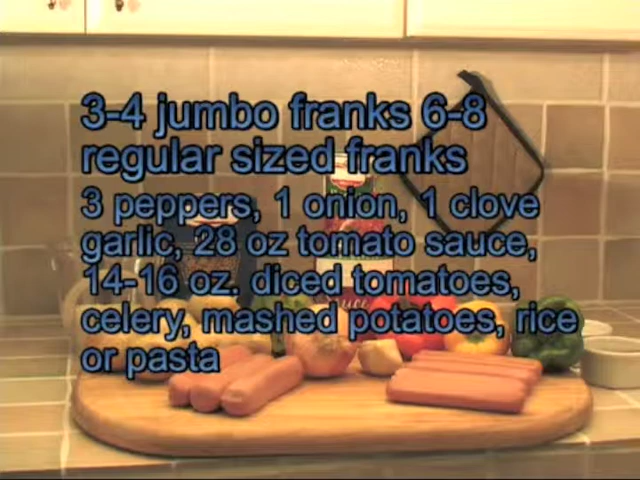 3-4 jumbo franks 6-8
regular sized franks
3 peppers, 1 onion, 1 clove
garlic, 28 oz tomato sauce,
14-16 oz. diced tomatoes,
celery, mashed potatoes, rice
or pasta